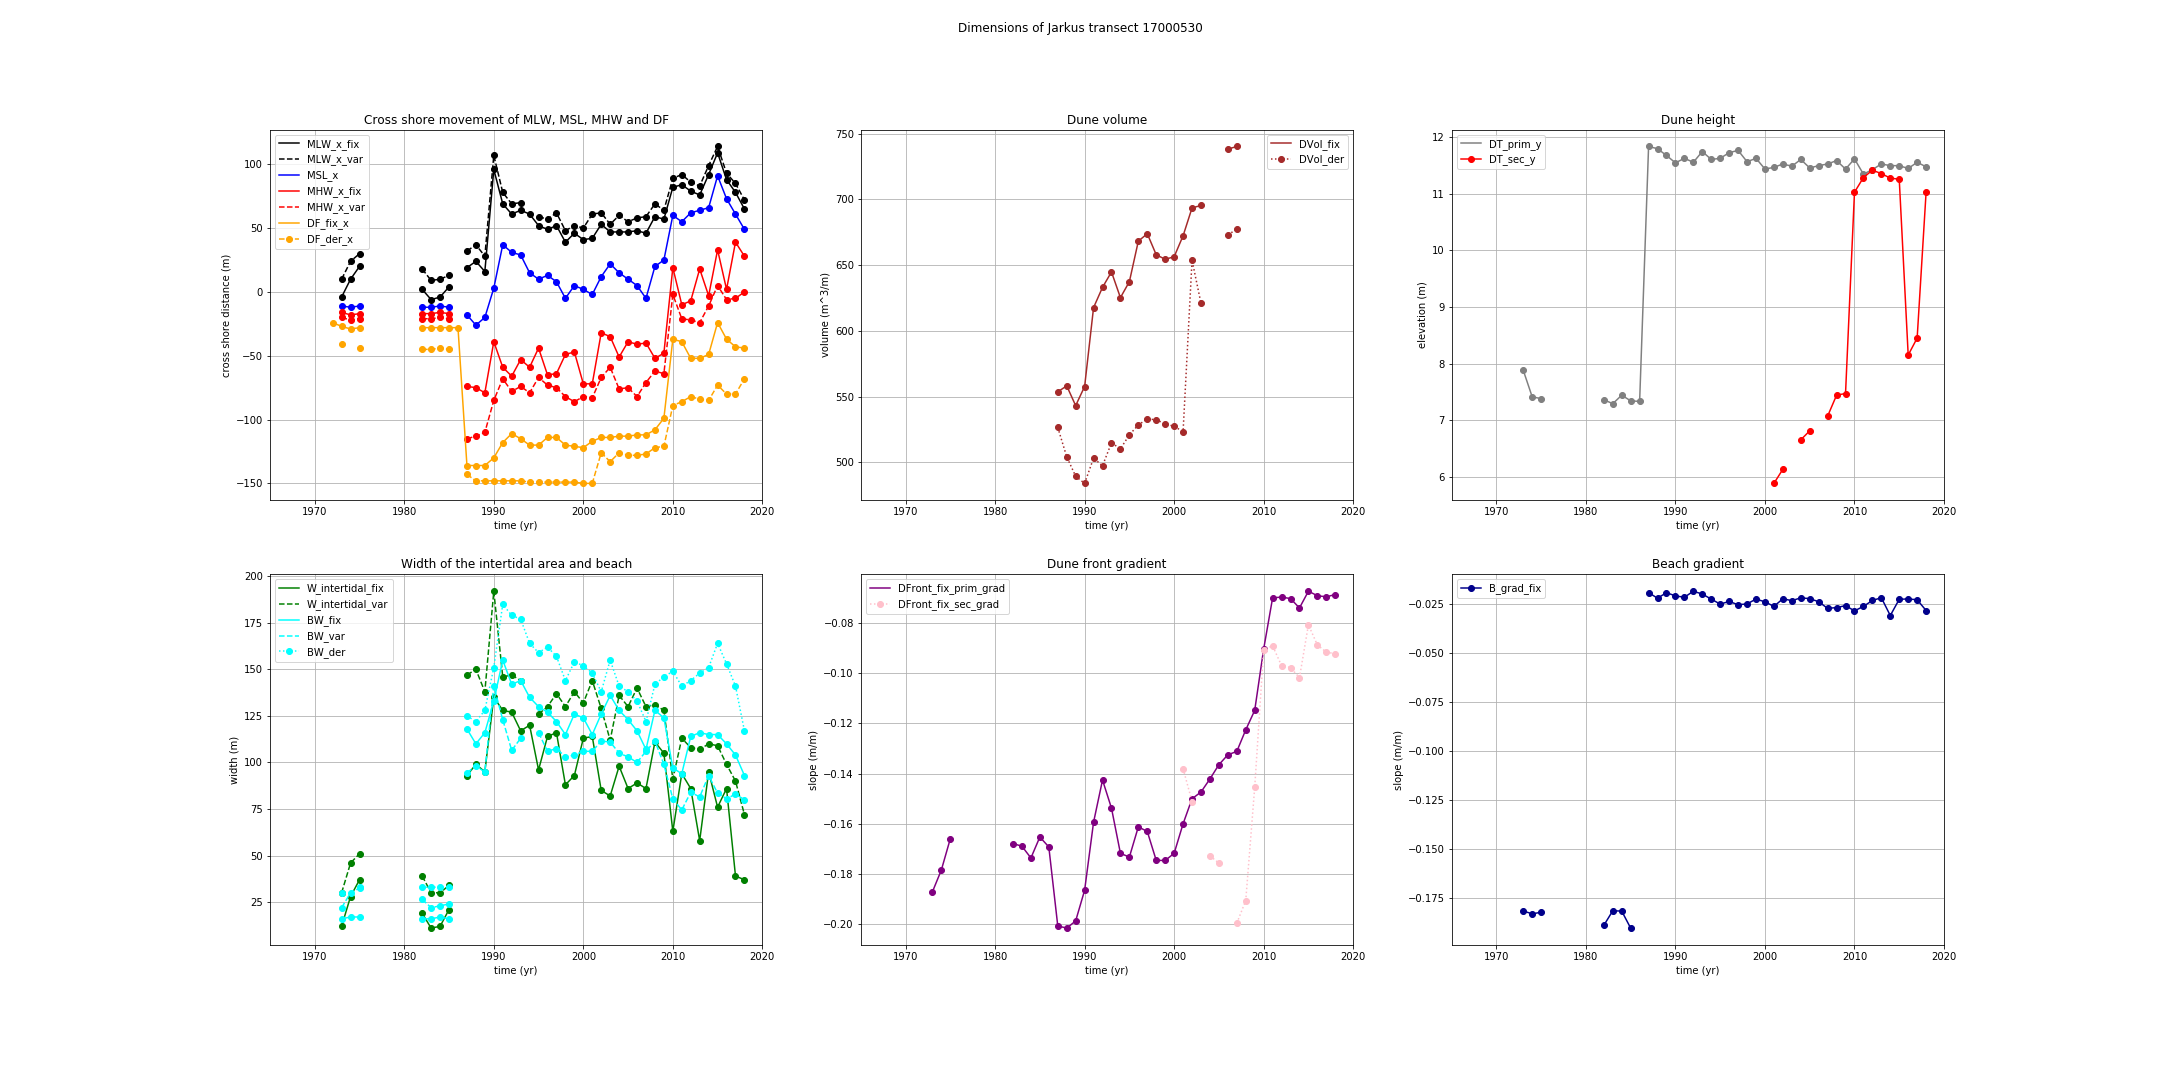 Dimensions of Jarkus transect 17000530
Cross shore movement of MLW, MSL, MHW and DF
cross shore distance (m)
100
50
0
−50
−100
−150
MLW_x_fix
MLW_x_var
MSL_x
MHW_x_fix
MHW_x_var
DF_fix_x
DF_der_x
1970 1980 1990 2000 2010 2020
time (yr)
Dune volume
volume (m^3/m)
750
700
650
600
550
500
DVol_fix
DVol_der
1970 1980 1990 2000 2010 2020
time (yr)
Dune height
elevation (m)
12
11
10
9
8
7
6
DT_prim_y
DT_sec_y
1970 1980 1990 2000 2010 2020
time (yr)
Width of the intertidal area and beach
width (m)
200
175
150
125
100
75
50
25
W_intertidal_fix
W_intertidal_var
BW_fix
BW_var
BW_der
1970 1980 1990 2000 2010 2020
time (yr)
Dune front gradient
slope (m/m)
−0.08
−0.10
−0.12
−0.14
−0.16
−0.18
−0.20
DFront_fix_prim_grad
DFront_fix_sec_grad
1970 1980 1990 2000 2010 2020
time (yr)
Beach gradient
slope (m/m)
−0.025
−0.050
−0.075
−0.100
−0.125
−0.150
−0.175
B_grad_fix
1970 1980 1990 2000 2010 2020
time (yr)